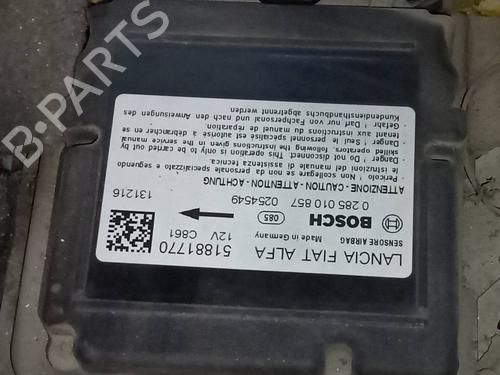 LANCIA FIAT ALFA
51881770
SENSORE AIRBAG
Made in Germany
12V C861
BOSCH
085
0 285 010 857 0254549
131216
ATTENZIONE - CAUTION - ATTENTION - ACHTUNG
- Pericolo ! Non scollegare se non da personale specializzato e seguendo
le istruzioni del manuale di assistenza tecnica.
- Danger ! Do not disconnect. This operation is only to be carried out by
skilled operators, following the instructions given in the service manual
- Danger ! Seul le personnel specialisé est autorisé à débrancher en se
tenant aux instructions du manuel de réparation.
- Gefahr ! Darf nur von Fachpersonal und nach den Anweisungen des
Kundendiensthandbuchs abgetrennt werden
B-PARTS